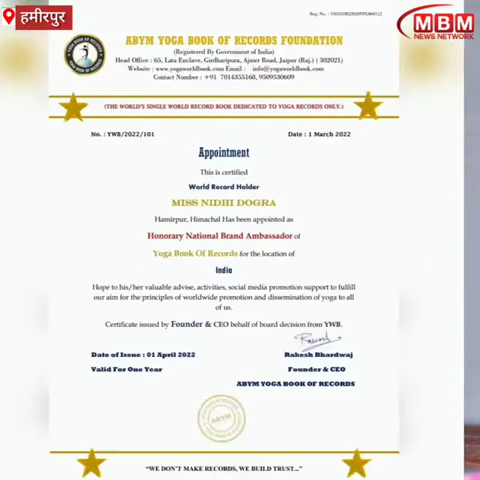 हमीरपुर
MBM
NEWS NETWORK
ABYM YOGA BOOK OF RECORDS FOUNDATION
(Registered By Government of India)
Head Office : 65, Lata Enclave, Girdharipura, Ajmer Road, Jaipur (Raj.) ( 302021)
Website : www.yogaworldbook.com Email : info@yogaworldbook.com
Contact Number : +91 7014355168, 9509530609
(THE WORLD'S SINGLE WORLD RECORD BOOK DEDICATED TO YOGA RECORDS ONLY.)
No. : YWB/2022/101 Date : 1 March 2022
Appointment
This is certified
World Record Holder
MISS NIDHI DOGRA
Hamirpur, Himachal Has been appointed as
Honorary National Brand Ambassador of
Yoga Book Of Records for the location of
India
Hope to his/her valuable advise, activities, social media promotion support to fulfill
our aim for the principles of worldwide promotion and dissemination of yoga to all
of us.
Certificate issued by Founder & CEO behalf of board decision from YWB.
Date of Issue : 01 April 2022 Rakesh Bhardwaj
Valid For One Year Founder & CEO
ABYM YOGA BOOK OF RECORDS
ABYM
"WE DON'T MAKE RECORDS, WE BUILD TRUST..."